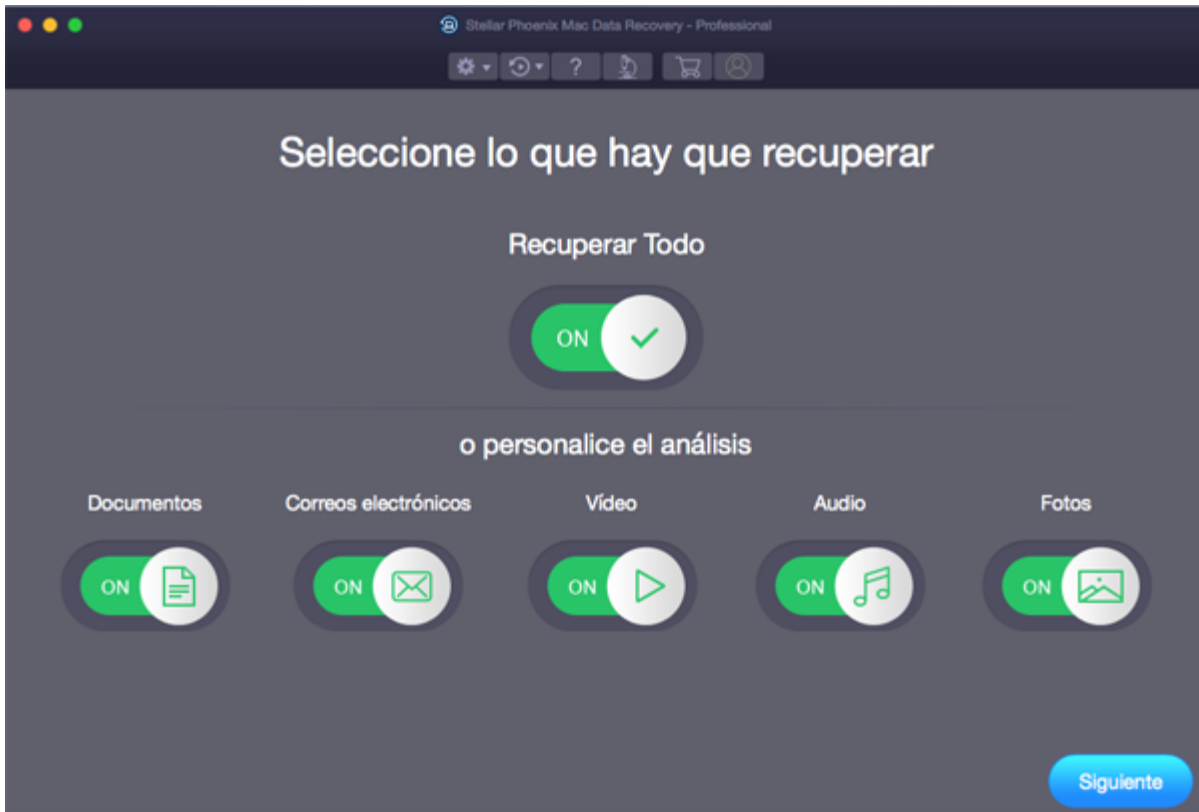 Stellar Phoenix Mac Data Recovery - Professional
?
Seleccione lo que hay que recuperar
Recuperar Todo
ON
o personalice el análisis
Documentos Correos electrónicos Vídeo Audio Fotos
ON ON ON ON ON
Siguiente